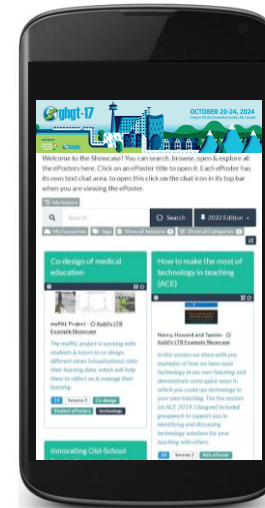 ghgt-17
OCTOBER 20-24, 2024
Welcome to the Showcase! You can search, browse, open & explore all
the ePosters here. Click on an ePoster title to open it. Each ePoster has
its own text chat area, to open this click on the chat icon in its top bar
when you are viewing the ePoster.
My history
Search Search 2022 Edition
My Favourites Tags Show all Sessions Show all Categories
Co-design of medical
education
How to make the most of
technology in teaching
(ACE)
myPAL Project -
Kubify LTB
Example Showcase
The myPAL project is working with
students & tutors to co-design
different views (visualisations) onto
their learning data, which will help
them to reflect on & manage their
learning.
Session 3 Co-design
Student ePosters technology
Nancy, Howard and Tamsin -
Kubify LTB Example Showcase
In this session we share with you
examples of how we have used
technology in our own teaching and
demonstrate some quick ways in
which you could use technology in
your own teaching. The live session
(at ACE 2019, Glasgow) included
groupwork to support you in
identifying and discussing
technology solutions for your
teaching with others.
Session 2
Innovating Old-School